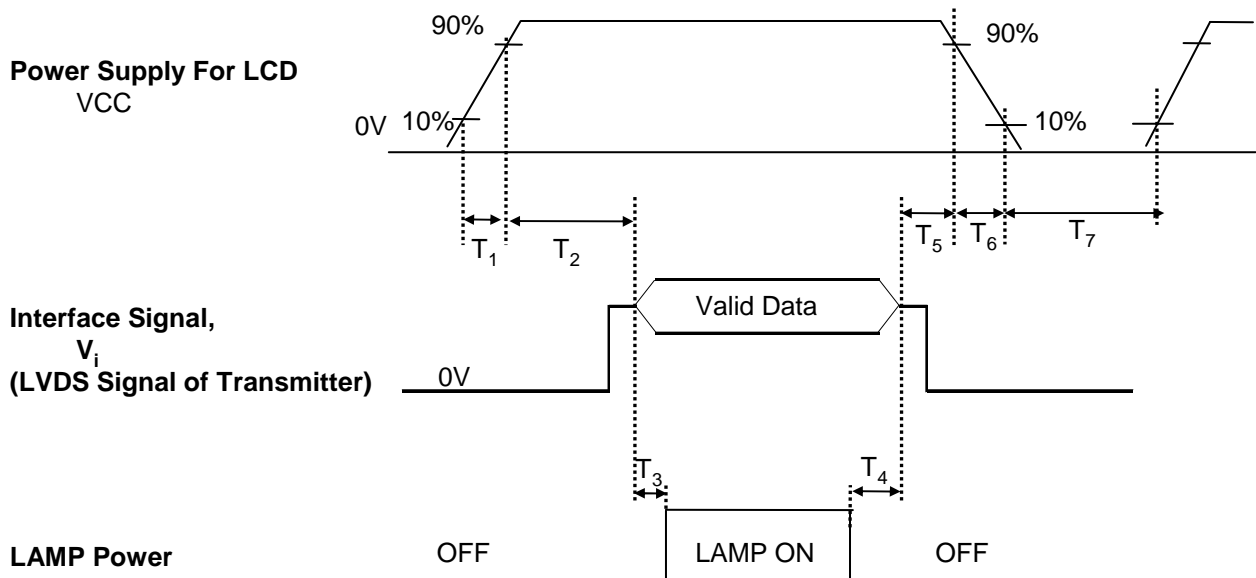 90%
90%
Power Supply For LCD
VCC
0V
10%
10%
T₁
T₂
T₅
T₆
T₇
Valid Data
Interface Signal,
Vᵢ
(LVDS Signal of Transmitter)
0V
T₃
T₄
LAMP Power
OFF
LAMP ON
OFF